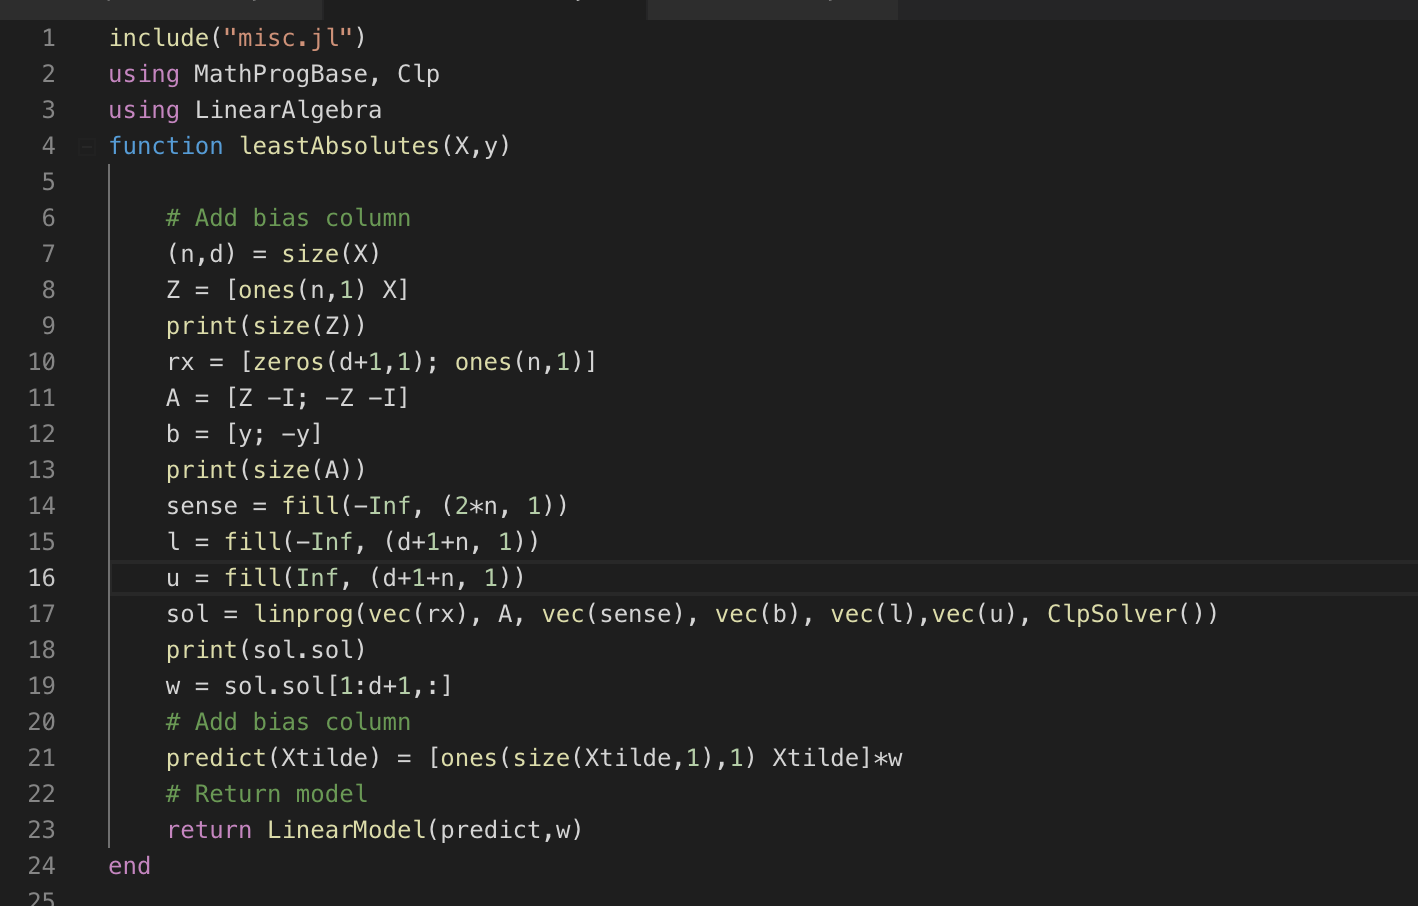 1 include("misc.jl")
2 using MathProgBase, Clp
3 using LinearAlgebra
4 function leastAbsolutes(X,y)
5
6 # Add bias column
7 (n,d) = size(X)
8 Z = [ones(n,1) X]
9 print(size(Z))
10 rx = [zeros(d+1,1); ones(n,1)]
11 A = [Z -I; -Z -I]
12 b = [y; -y]
13 print(size(A))
14 sense = fill(-Inf, (2*n, 1))
15 l = fill(-Inf, (d+1+n, 1))
16 u = fill(Inf, (d+1+n, 1))
17 sol = linprog(vec(rx), A, vec(sense), vec(b), vec(l),vec(u), ClpSolver())
18 print(sol.sol)
19 w = sol.sol[1:d+1,:]
20 # Add bias column
21 predict(Xtilde) = [ones(size(Xtilde,1),1) Xtilde]*w
22 # Return model
23 return LinearModel(predict,w)
24 end
25